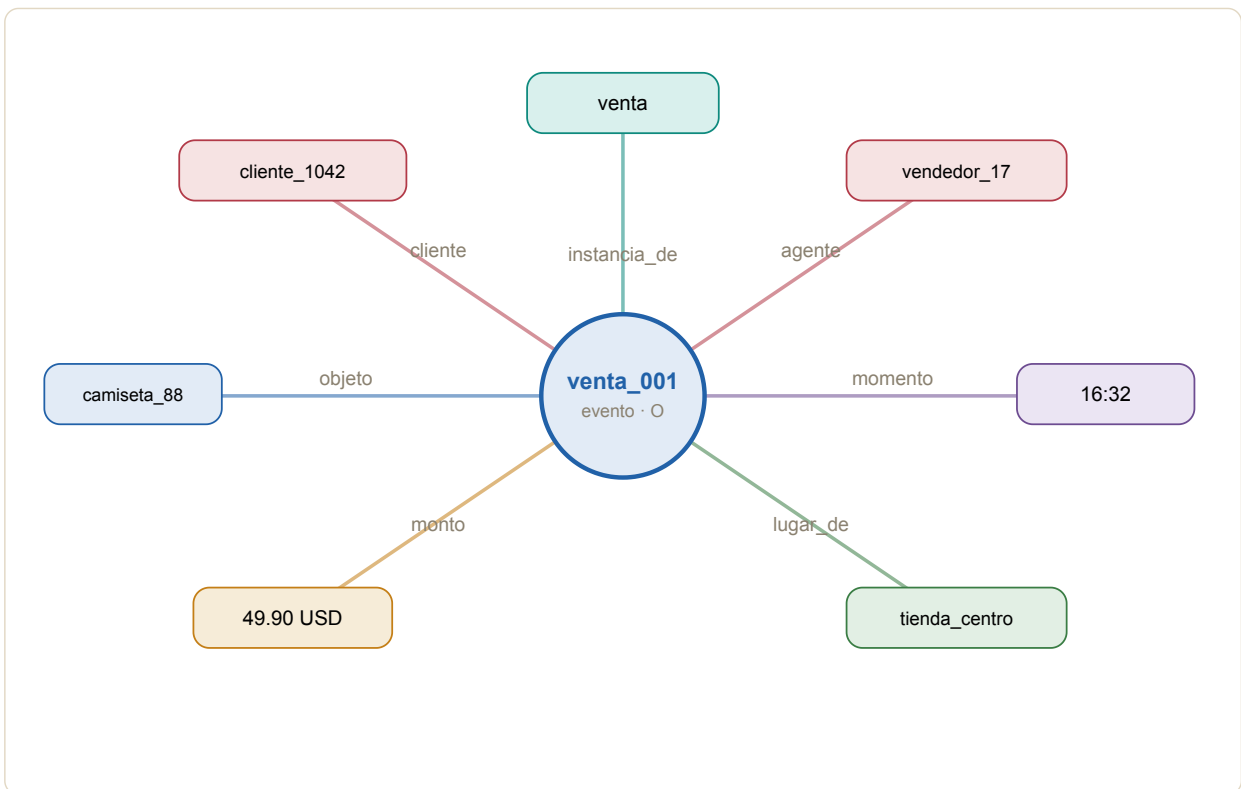 venta
cliente_1042
vendedor_17
cliente
instancia_de
agente
venta_001
evento · O
objeto
momento
camiseta_88
16:32
monto
lugar_de
49.90 USD
tienda_centro